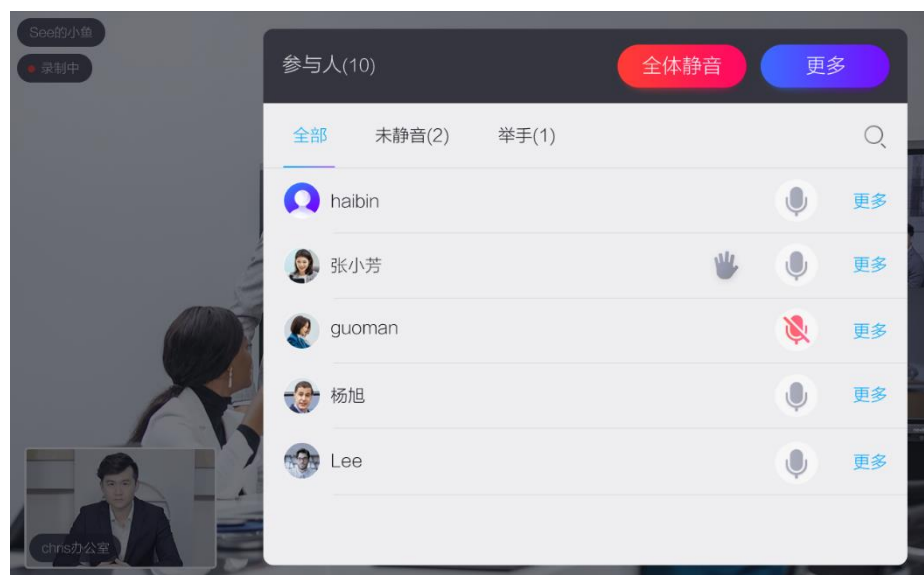 See的小鱼
录制中
参与人(10)
全体静音
更多
全部
未静音(2)
举手(1)
haibin
更多
张小芳
更多
guoman
更多
杨旭
更多
Lee
更多
chris办公室